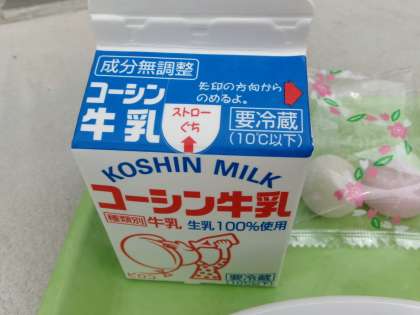 成分無調整
矢印の方向から
のめるよ。
コーシン
牛乳
ストロー
ぐち
要冷蔵
(10℃以下)
KOSHIN MILK
コーシン牛乳
種類別 牛乳 生乳100%使用
要冷蔵